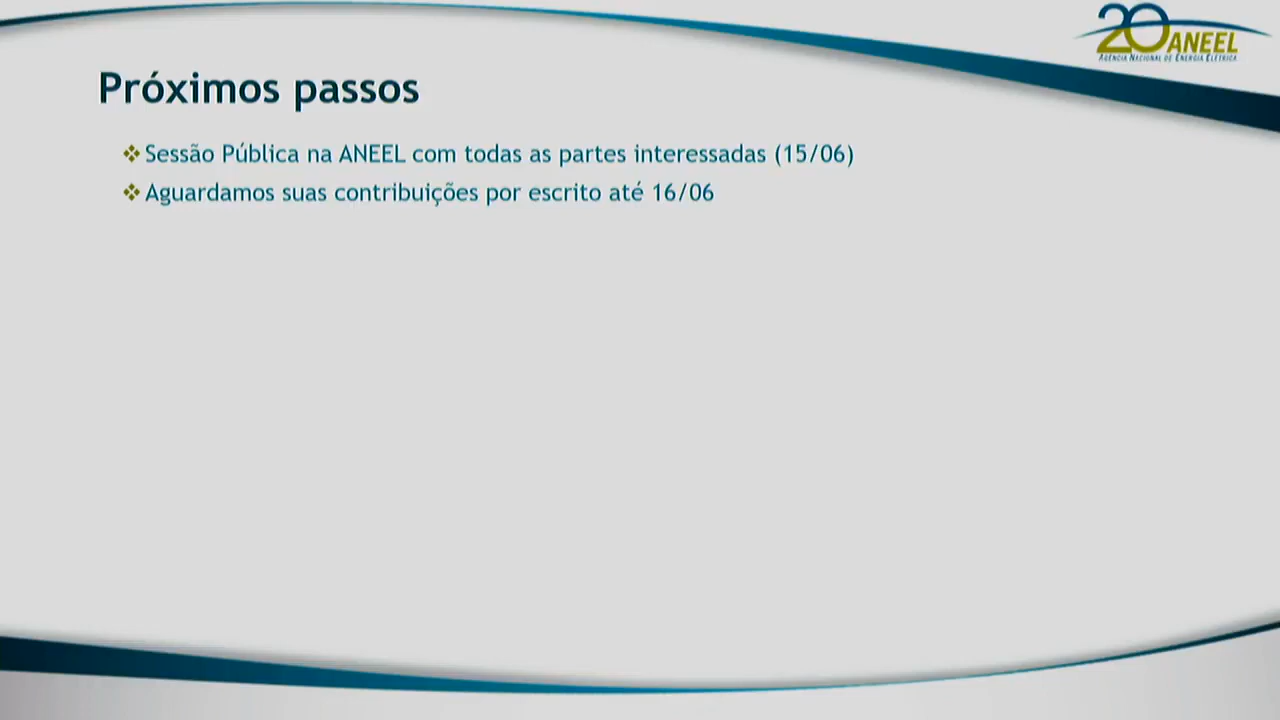 20 ANEEL
AGÊNCIA NACIONAL DE ENERGIA ELÉTRICA
Próximos passos
Sessão Pública na ANEEL com todas as partes interessadas (15/06)
Aguardamos suas contribuições por escrito até 16/06